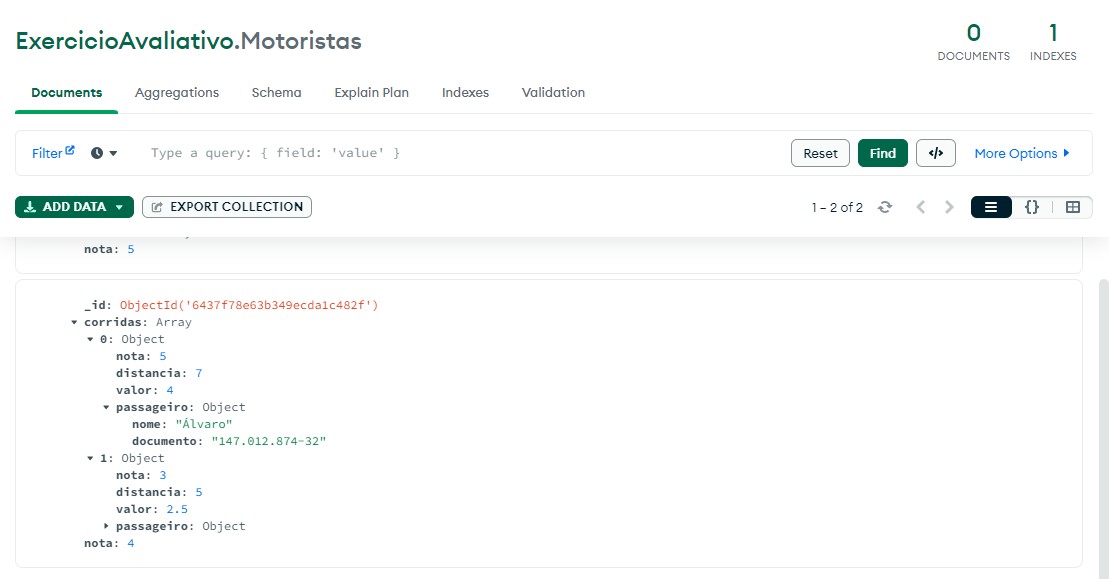 ExercicioAvaliativo.Motoristas
0
DOCUMENTS
1
INDEXES
Documents Aggregations Schema Explain Plan Indexes Validation
Filter Type a query: { field: 'value' } Reset Find </> More Options
ADD DATA EXPORT COLLECTION 1 – 2 of 2 {}
nota: 5
_id: ObjectId('6437f78e63b349ecda1c482f')
corridas: Array
0: Object
nota: 5
distancia: 7
valor: 4
passageiro: Object
nome: "Álvaro"
documento: "147.012.874-32"
1: Object
nota: 3
distancia: 5
valor: 2.5
passageiro: Object
nota: 4